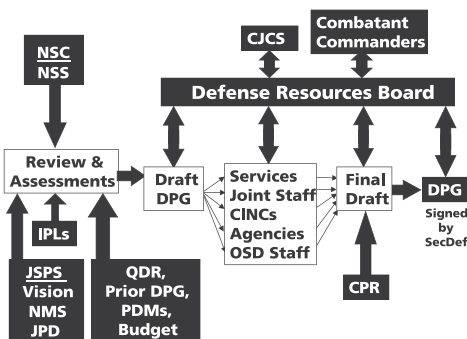 NSC
NSS
CJCS
Combatant
Commanders
Defense Resources Board
Review &
Assessments
Draft
DPG
Services
Joint Staff
CINCs
Agencies
OSD Staff
Final
Draft
DPG
Signed
by
SecDef
IPLs
JSPS
Vision
NMS
JPD
QDR,
Prior DPG,
PDMs,
Budget
CPR